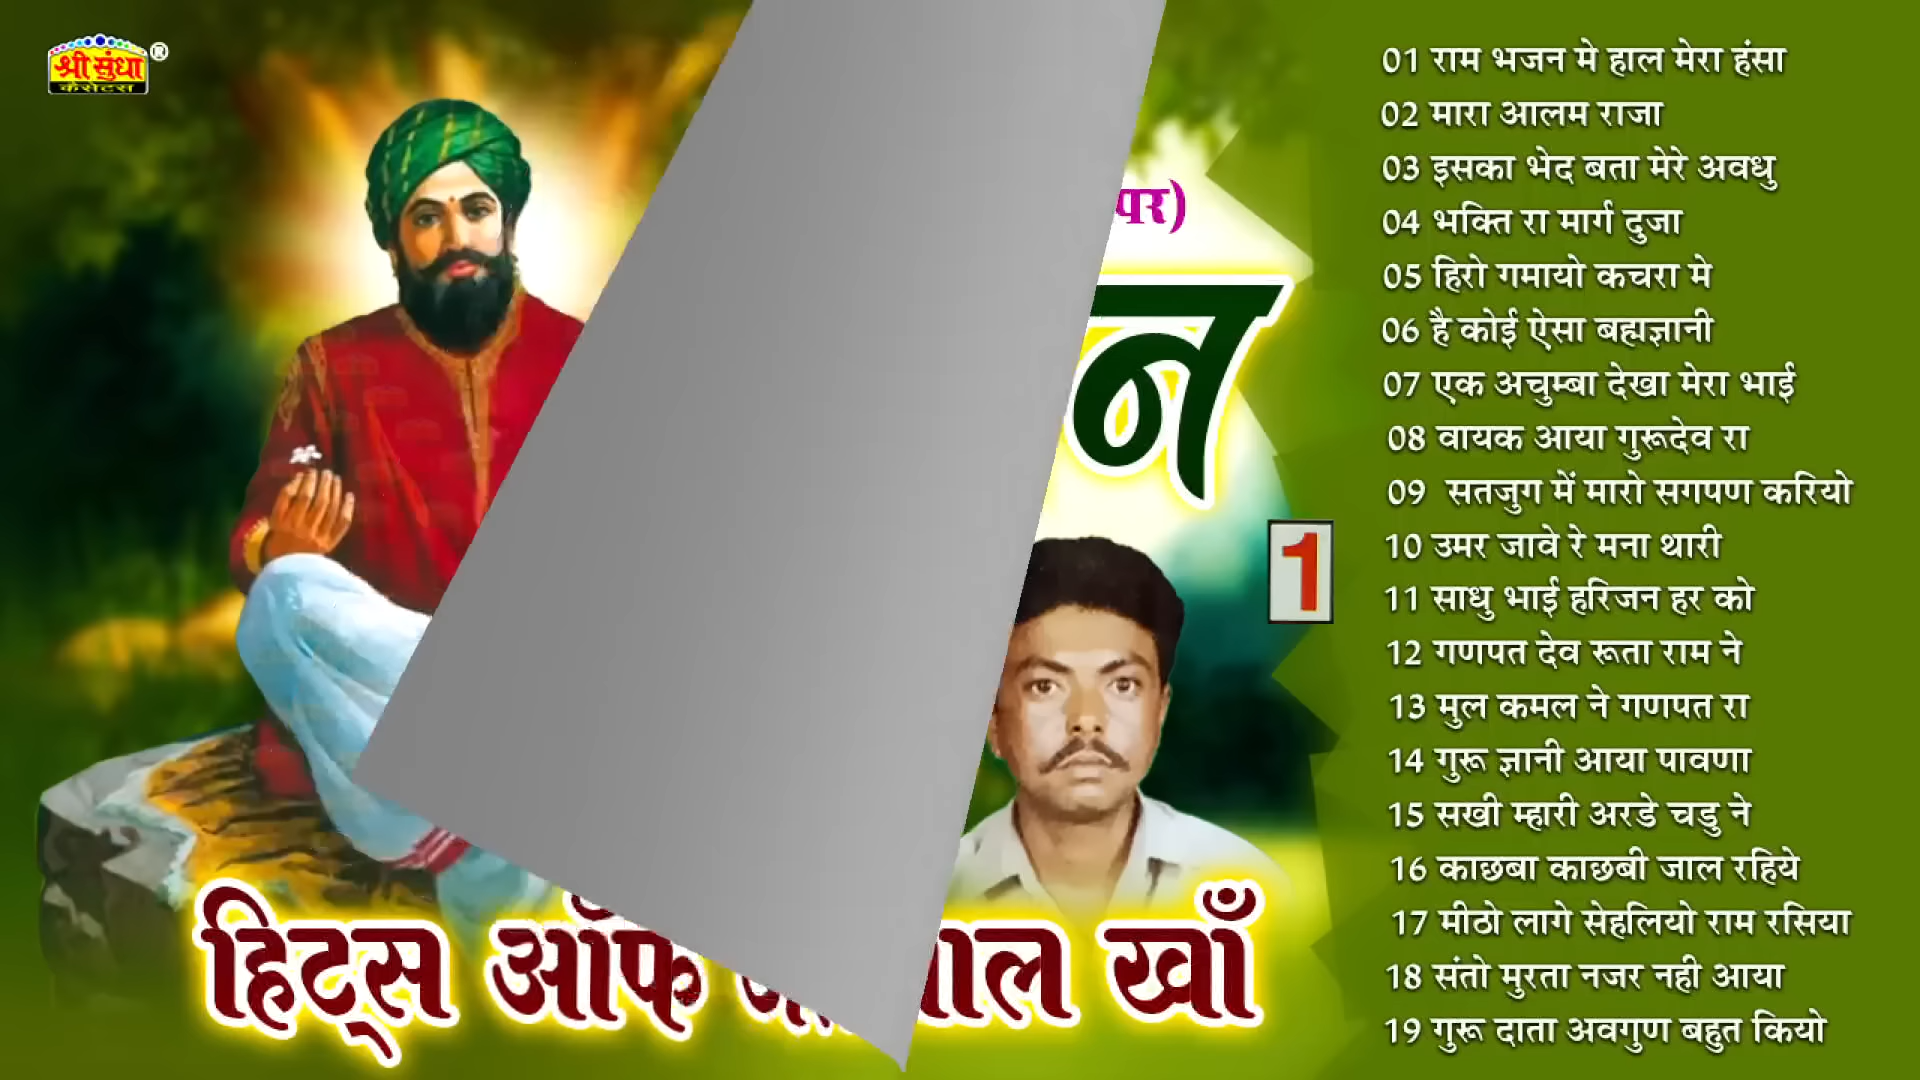 श्री सुंधा ®
केसेटस
पर)
न
1
हिट्स ऑफ
ाल खाँ
01 राम भजन मे हाल मेरा हंसा
02 मारा आलम राजा
03 इसका भेद बता मेरे अवधु
04 भक्ति रा मार्ग दुजा
05 हिरो गमायो कचरा मे
06 है कोई ऐसा बह्मज्ञानी
07 एक अचुम्बा देखा मेरा भाई
08 वायक आया गुरूदेव रा
09 सतजुग में मारो सगपण करियो
10 उमर जावे रे मना थारी
11 साधु भाई हरिजन हर को
12 गणपत देव रूता राम ने
13 मुल कमल ने गणपत रा
14 गुरू ज्ञानी आया पावणा
15 सखी म्हारी अरडे चडु ने
16 काछबा काछबी जाल रहिये
17 मीठो लागे सेहलियो राम रसिया
18 संतो मुरता नजर नही आया
19 गुरू दाता अवगुण बहुत कियो